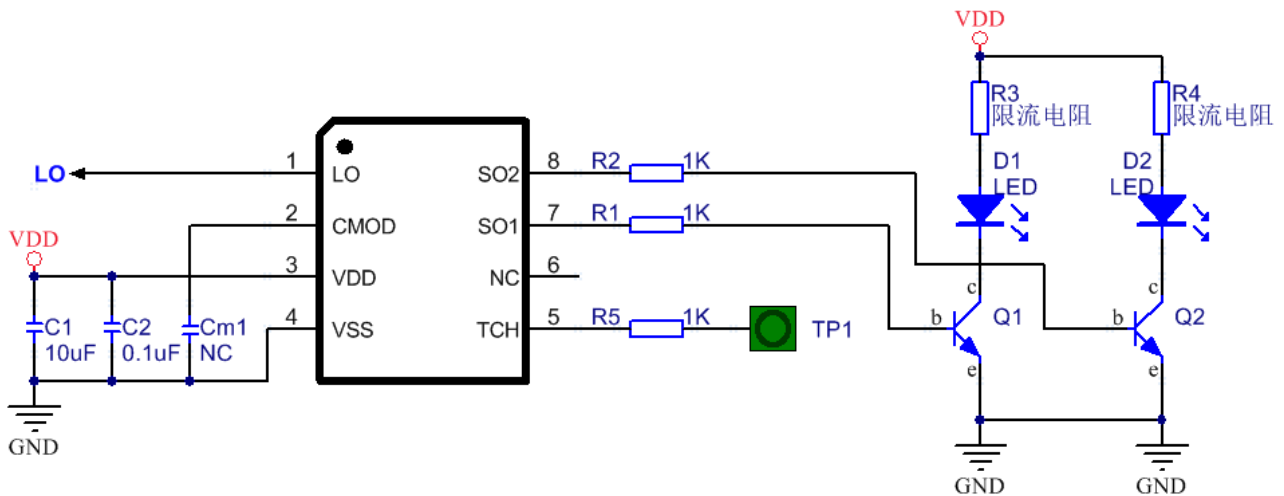 VDD
R3
限流电阻
R4
限流电阻
D1
LED
D2
LED
LO
1
LO
SO2
8
R2
1K
2
CMOD
SO1
7
R1
1K
VDD
3
VDD
NC
6
4
VSS
TCH
5
R5
1K
TP1
C1
10uF
C2
0.1uF
Cm1
NC
c
b
Q1
e
c
b
Q2
e
GND
GND
GND